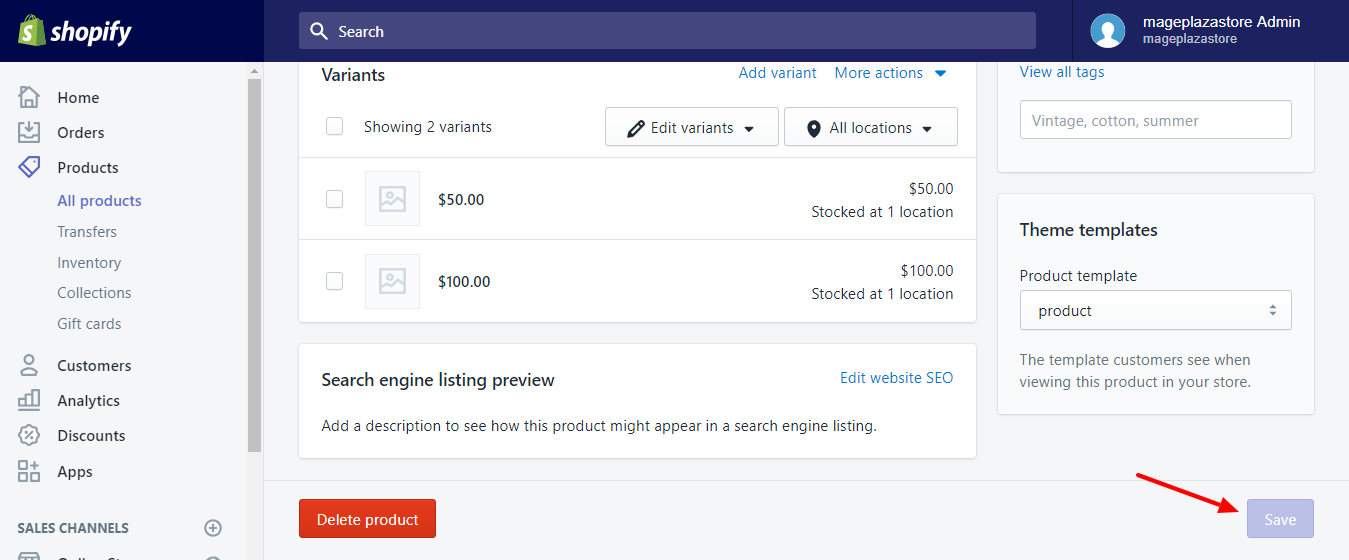 shopify
Search
mageplazastore Admin
mageplazastore
Home
Orders
Products
All products
Transfers
Inventory
Collections
Gift cards
Customers
Analytics
Discounts
Apps
SALES CHANNELS
Variants
Add variant
More actions
Showing 2 variants
Edit variants
All locations
$50.00
$50.00
Stocked at 1 location
$100.00
$100.00
Stocked at 1 location
Search engine listing preview
Edit website SEO
Add a description to see how this product might appear in a search engine listing.
View all tags
Vintage, cotton, summer
Theme templates
Product template
product
The template customers see when
viewing this product in your store.
Delete product
Save